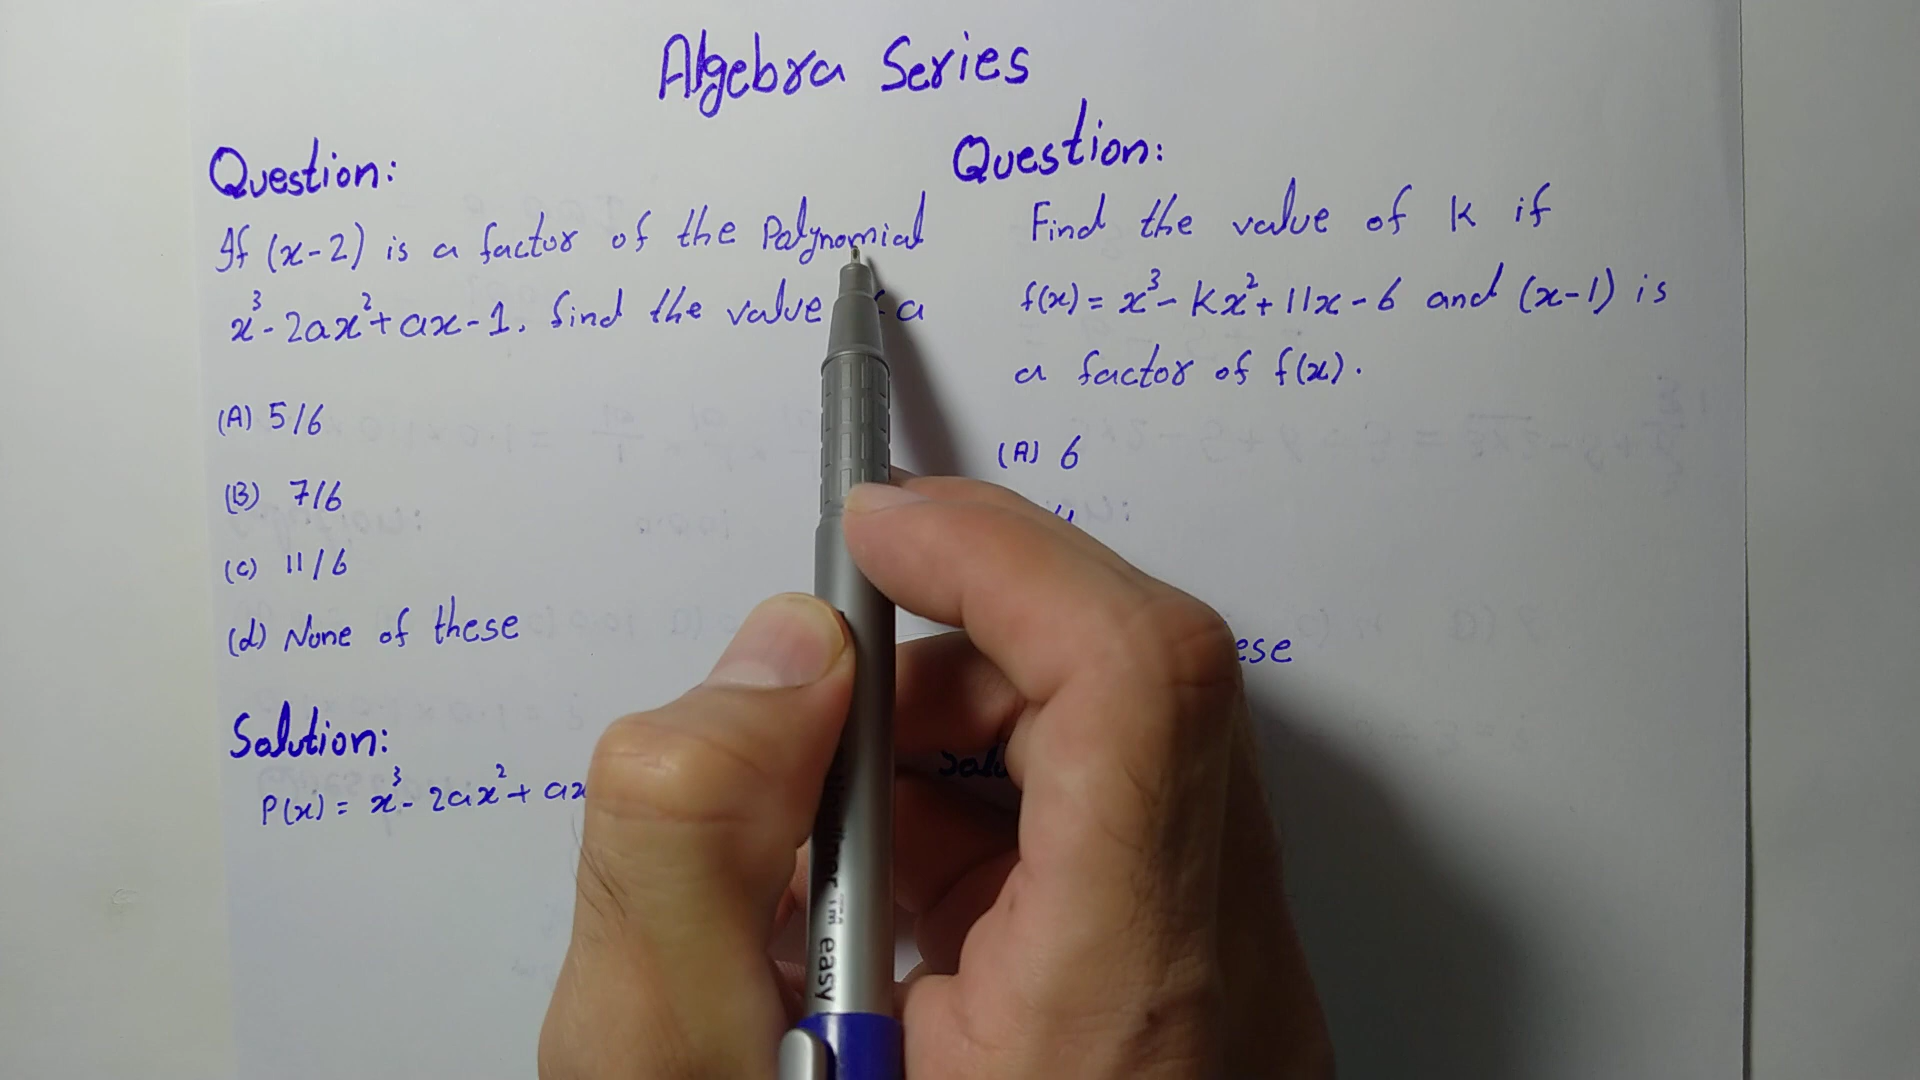 Algebra Series
Question:
If (x-2) is a factor of the Polynomial
x³- 2ax²+ ax - 1. find the value a
(A) 5/6
(B) 7/6
(c) 11/6
(d) None of these
Solution:
P(x) = x³- 2ax²+ ax
Question:
Find the value of k if
f(x) = x³- kx²+ 11x - 6 and (x-1) is
a factor of f(x).
(A) 6
easy